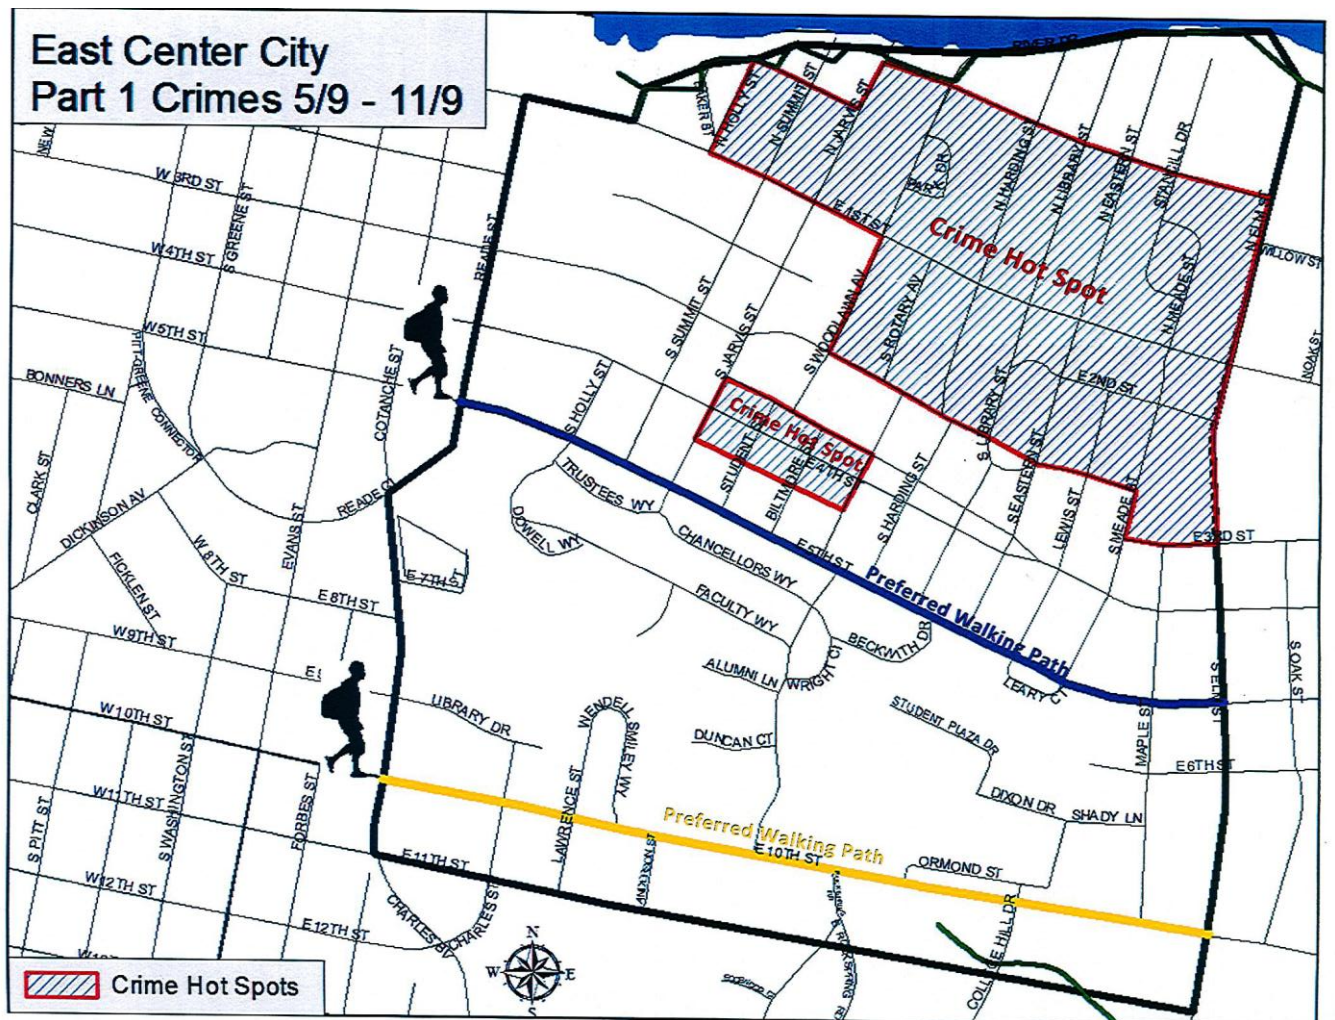 East Center City
Part 1 Crimes 5/9 - 11/9
RIVER DR
N HOLLY ST
N SUMMIT ST
N JARVIS ST
PARK DR
N HARDING ST
N LIBRARY ST
N EASTERN ST
STANCILL DR
N ELM ST
WILLOW ST
NEW
W 3RD ST
S GREENE ST
READE ST
E 1ST ST
Crime Hot Spot
W 4TH ST
N MEADE ST
W 5TH ST
PITT-GREENE CONNECTOR
COTANCHE ST
S SUMMIT ST
S JARVIS ST
S WOODLAWN AV
S ROTARY AV
NOAK ST
BONNERS LN
S HOLLY ST
E 2ND ST
S LIBRARY ST
Crime Hot Spot
E 4TH ST
STUDENT
BILTMORE
S HARDING ST
S EASTERN ST
LEWIS ST
S MEADE ST
E 3RD ST
CLARK ST
DICKINSON AV
READE CI
EVANS ST
TRUSTEES WY
DOWELL WY
CHANCELLORS WY
E 5TH ST
Preferred Walking Path
FICKLEN ST
W 8TH ST
E 7TH ST
E 8TH ST
FACULTY WY
BECKWITH DR
W 9TH ST
ALUMNI LN
WRIGHT CI
LEARY CT
S ELM ST
S OAK ST
W 10TH ST
LIBRARY DR
WENDELL SMILEY WY
DUNCAN CT
STUDENT PLAZA DR
MAPLE ST
E 6TH ST
S PITT ST
W 11TH ST
S WASHINGTON ST
FORBES ST
LAWRENCE ST
DIXON DR
SHADY LN
Preferred Walking Path
E 10TH ST
ORMOND ST
E 11TH ST
ANDERSON ST
W 12TH ST
E 12TH ST
CHARLES BV
CHARLES ST
COLLEGE HILL DR
N
W
E
S
Crime Hot Spots